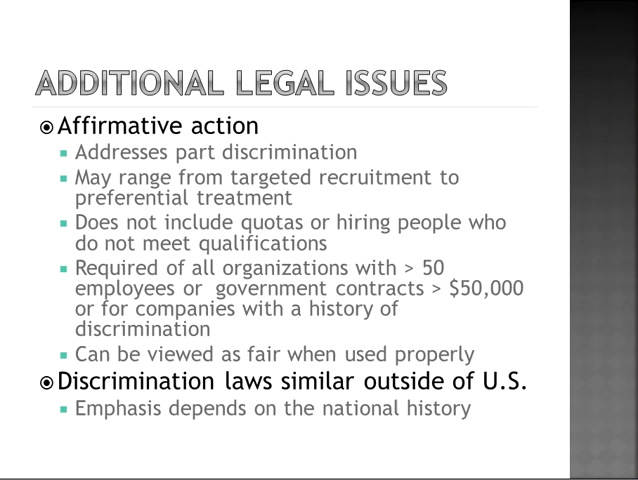 ADDITIONAL LEGAL ISSUES
Affirmative action
Addresses part discrimination
May range from targeted recruitment to
preferential treatment
Does not include quotas or hiring people who
do not meet qualifications
Required of all organizations with > 50
employees or  government contracts > $50,000
or for companies with a history of
discrimination
Can be viewed as fair when used properly
Discrimination laws similar outside of U.S.
Emphasis depends on the national history